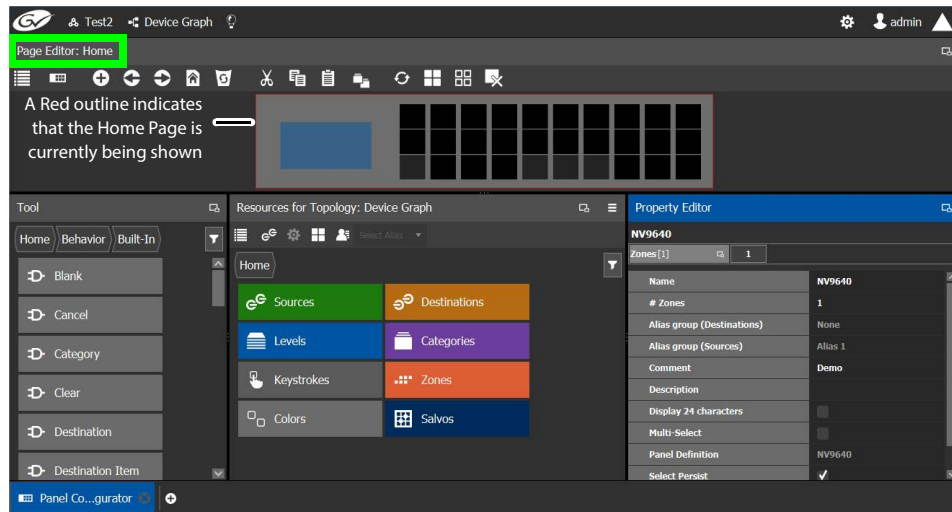 GV Test2 Device Graph admin
Page Editor: Home
A Red outline indicates
that the Home Page is
currently being shown
Tool
Home Behavior Built-In
Blank
Cancel
Category
Clear
Destination
Destination Item
Resources for Topology: Device Graph
Select Alias
Home
Sources Destinations
Levels Categories
Keystrokes Zones
Colors Salvos
Property Editor
NV9640
Zones[1] 1
Name NV9640
# Zones 1
Alias group (Destinations) None
Alias group (Sources) Alias 1
Comment Demo
Description
Display 24 characters
Multi-Select
Panel Definition NV9640
Select Persist
Panel Co...gurator